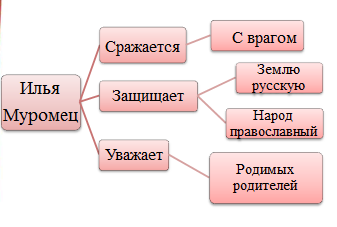 Илья
Муромец
Сражается
С врагом
Защищает
Землю
русскую
Народ
православный
Уважает
Родимых
родителей